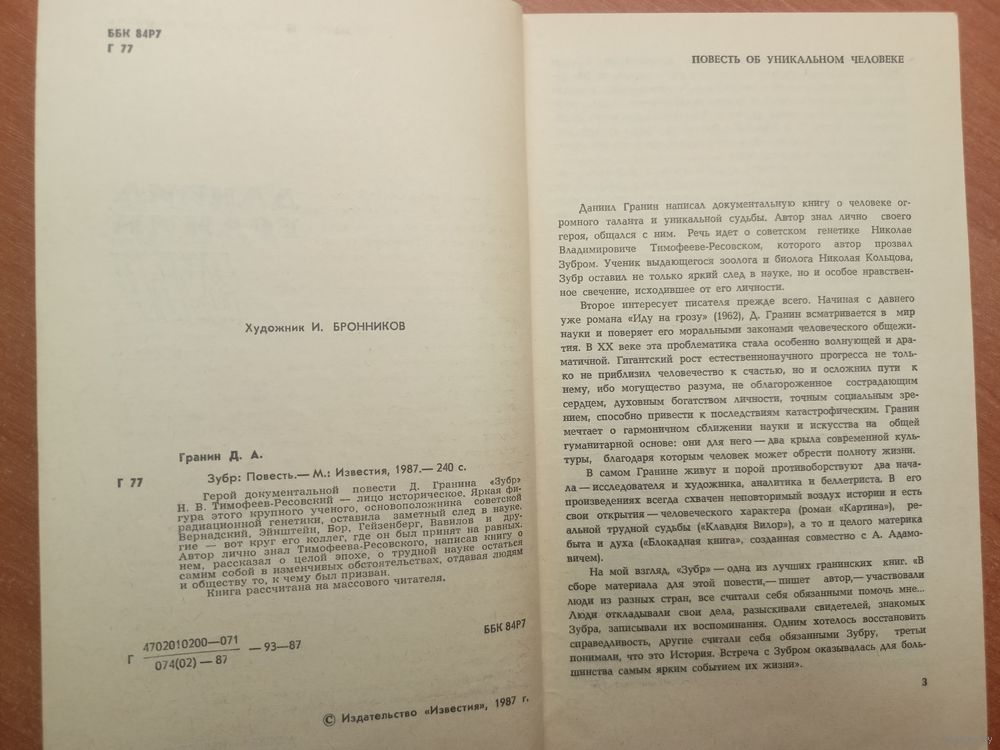 ББК 84Р7
Г 77
Художник И. БРОННИКОВ
Гранин Д. А.
Г 77
Зубр: Повесть.— М.: Известия, 1987.— 240 с.
Герой документальной повести Д. Гранина «Зубр»
Н. В. Тимофеев-Ресовский — лицо историческое. Яркая фи-
гура этого крупного ученого, основоположника советской
радиационной генетики, оставила заметный след в науке.
Вернадский, Эйнштейн, Бор, Гейзенберг, Вавилов и дру-
гие — вот круг его коллег, где он был принят на равных.
Автор лично знал Тимофеева-Ресовского, написав книгу о
нем, рассказал о целой эпохе, о трудной науке остаться
самим собой в изменчивых обстоятельствах, отдавая людям
и обществу то, к чему был призван.
Книга рассчитана на массового читателя.
Г 4702010200—071
074(02) — 87
— 93—87
ББК 84Р7
© Издательство «Известия», 1987 г.
ПОВЕСТЬ ОБ УНИКАЛЬНОМ ЧЕЛОВЕКЕ
Даниил Гранин написал документальную книгу о человеке ог-
ромного таланта и уникальной судьбы. Автор знал лично своего
героя, общался с ним. Речь идет о советском генетике Николае
Владимировиче Тимофееве-Ресовском, которого автор прозвал
Зубром. Ученик выдающегося зоолога и биолога Николая Кольцова,
Зубр оставил не только яркий след в науке, но и особое нравствен-
ное свечение, исходившее от его личности.
Второе интересует писателя прежде всего. Начиная с давнего
уже романа «Иду на грозу» (1962), Д. Гранин всматривается в мир
науки и поверяет его моральными законами человеческого общежи-
тия. В XX веке эта проблематика стала особенно волнующей и дра-
матичной. Гигантский рост естественнонаучного прогресса не толь-
ко не приблизил человечество к счастью, но и осложнил пути к
нему, ибо могущество разума, не облагороженное сострадающим
сердцем, духовным богатством личности, точным социальным зре-
нием, способно привести к последствиям катастрофическим. Гранин
мечтает о гармоничном сближении науки и искусства на общей
гуманитарной основе: они для него — два крыла современной куль-
туры, благодаря которым человек может обрести полноту жизни.
В самом Гранине живут и порой противоборствуют два нача-
ла — исследователя и художника, аналитика и беллетриста. В его
произведениях всегда схвачен неповторимый воздух истории и есть
свои открытия — человеческого характера (роман «Картина»), ре-
альной трудной судьбы («Клавдия Вилор»), а то и целого материка
быта и духа («Блокадная книга», созданная совместно с А. Адамо-
вичем).
На мой взгляд, «Зубр» — одна из лучших гранинских книг. «В
сборе материала для этой повести,— пишет автор,— участвовали
люди из разных стран, все считали себя обязанными помочь мне...
Люди откладывали свои дела, разыскивали свидетелей, знакомых
Зубра, записывали их воспоминания. Одним хотелось восстановить
справедливость, другие считали себя обязанными Зубру, третьи
понимали, что это История. Встреча с Зубром оказывалась для боль-
шинства самым ярким событием их жизни».
3